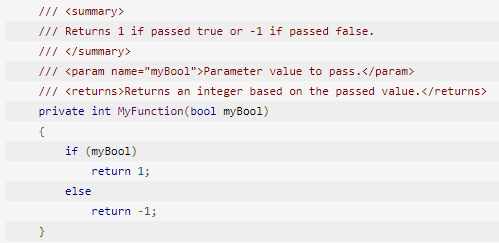 /// <summary>
/// Returns 1 if passed true or -1 if passed false.
/// </summary>
/// <param name="myBool">Parameter value to pass.</param>
/// <returns>Returns an integer based on the passed value.</returns>
private int MyFunction(bool myBool)
{
    if (myBool)
        return 1;
    else
        return -1;
}